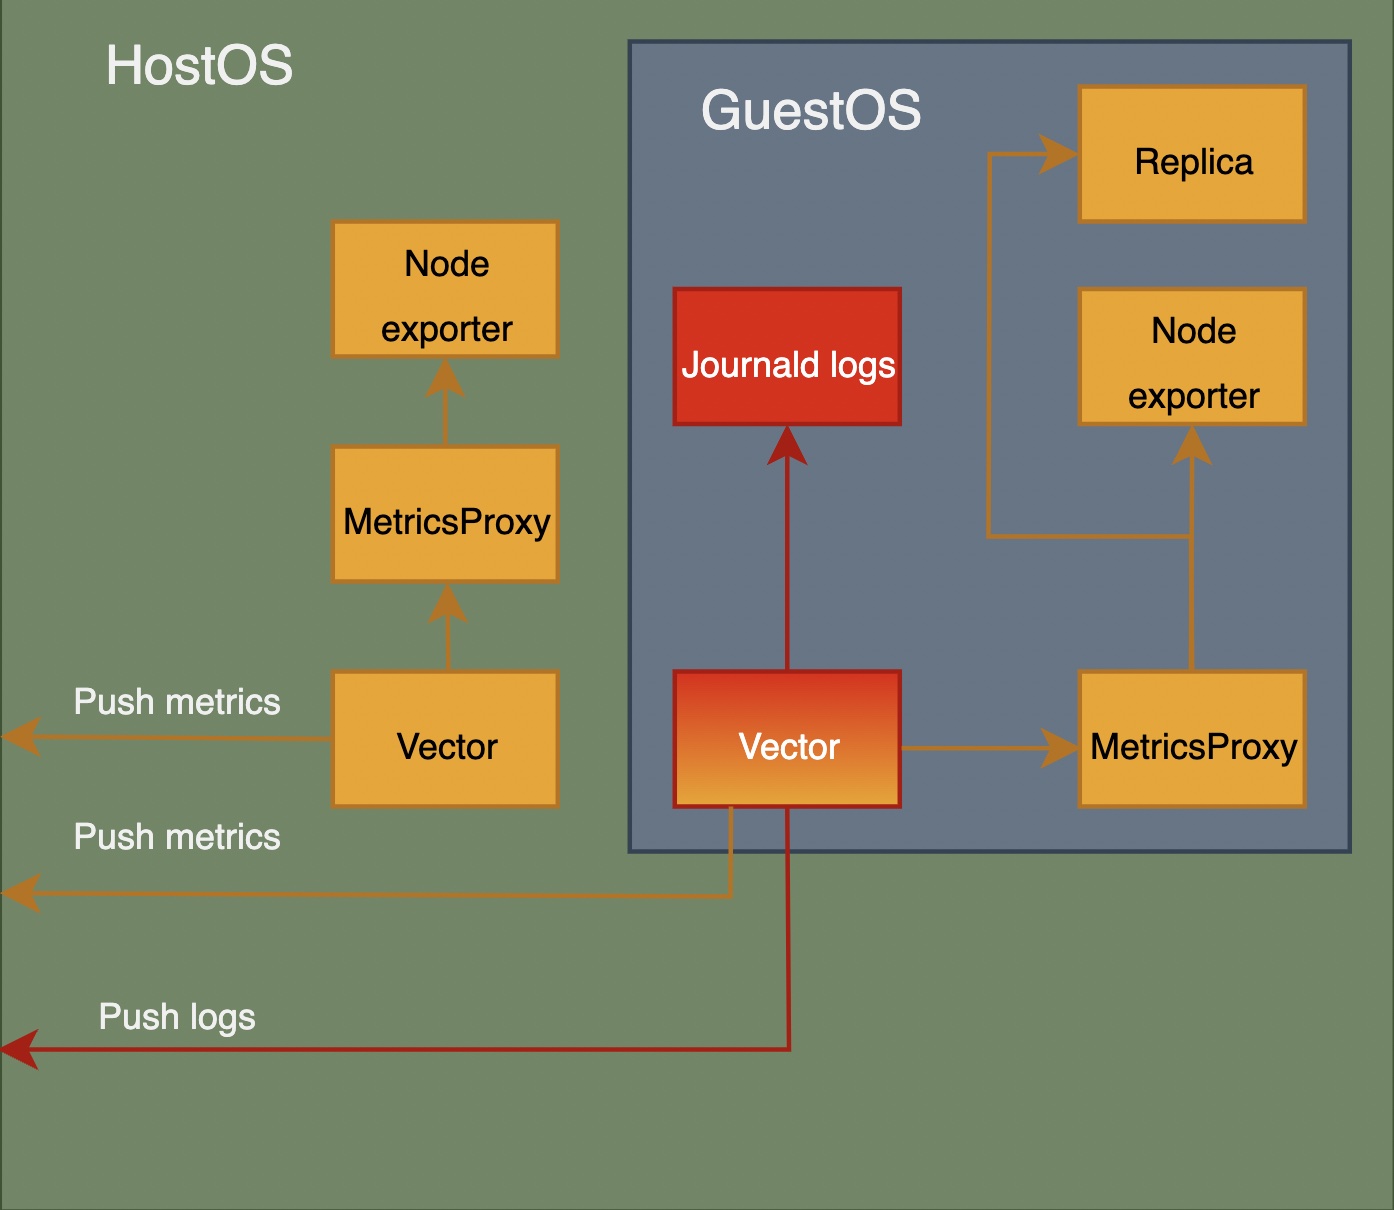 HostOS
GuestOS
Replica
Node
exporter
Journald logs
Node
exporter
MetricsProxy
Push metrics
Vector
Vector
MetricsProxy
Push metrics
Push logs